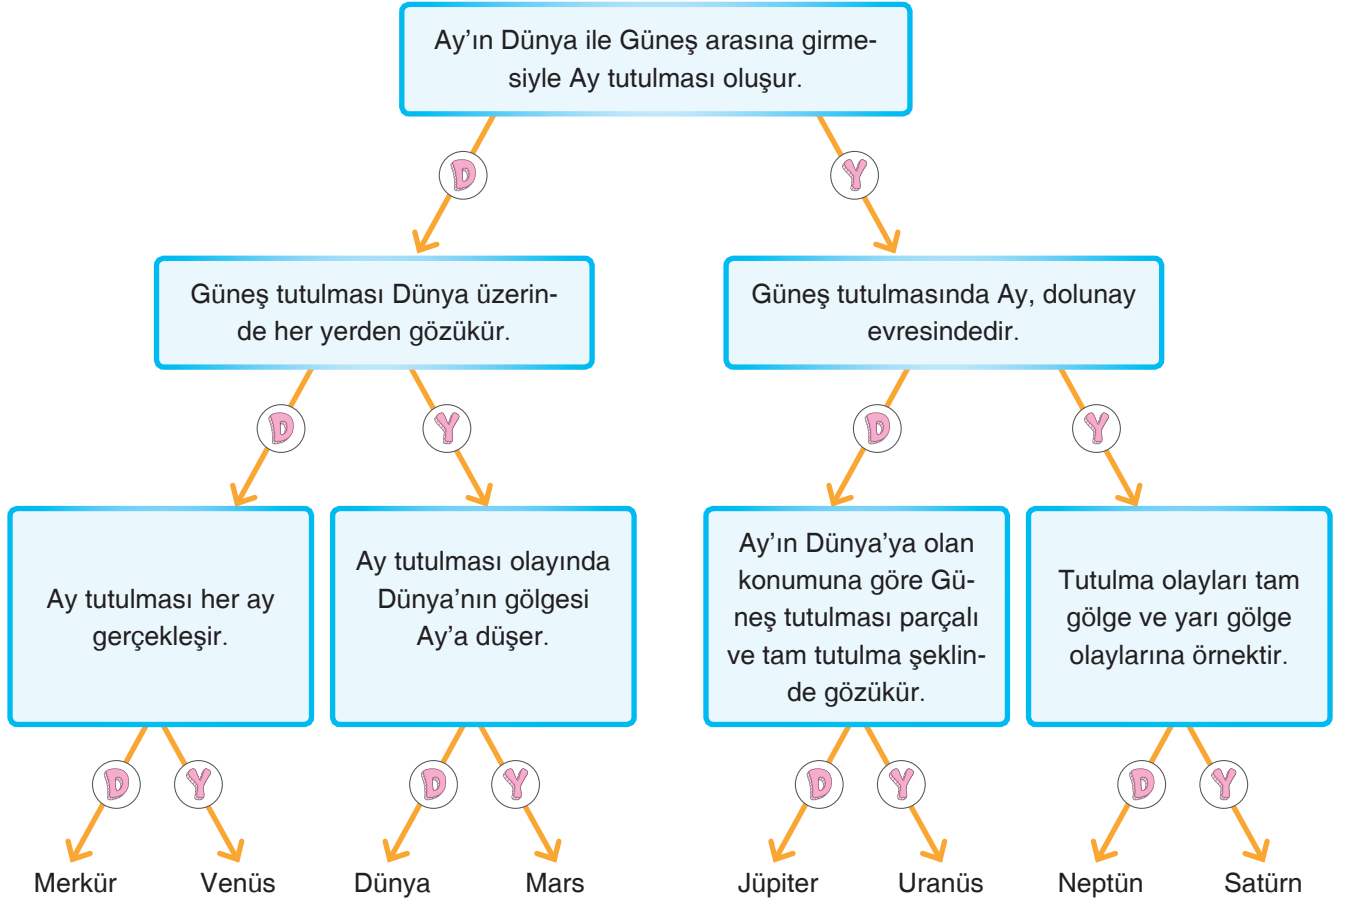 Ay’ın Dünya ile Güneş arasına girme-
siyle Ay tutulması oluşur.
D
Y
Güneş tutulması Dünya üzerin-
de her yerden gözükür.
Güneş tutulmasında Ay, dolunay
evresindedir.
D
Y
D
Y
Ay tutulması her ay
gerçekleşir.
Ay tutulması olayında
Dünya’nın gölgesi
Ay’a düşer.
Ay’ın Dünya’ya olan
konumuna göre Gü-
neş tutulması parçalı
ve tam tutulma şeklin-
de gözükür.
Tutulma olayları tam
gölge ve yarı gölge
olaylarına örnektir.
D
Y
D
Y
D
Y
D
Y
Merkür
Venüs
Dünya
Mars
Jüpiter
Uranüs
Neptün
Satürn